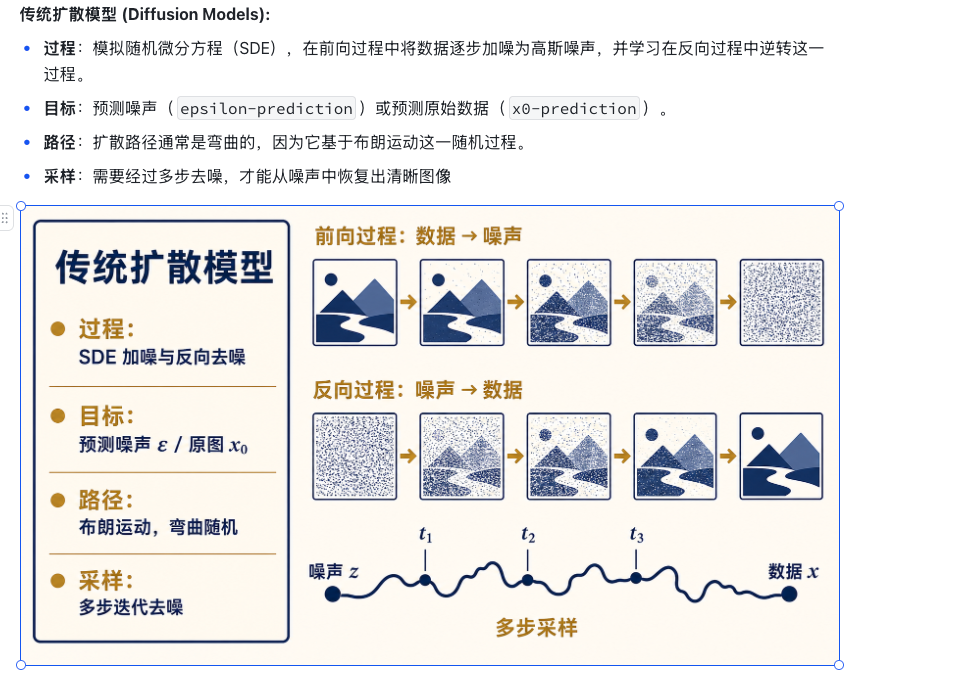 传统扩散模型 (Diffusion Models):
• 过程：模拟随机微分方程（SDE），在前向过程中将数据逐步加噪为高斯噪声，并学习在反向过程中逆转这一
过程。
• 目标：预测噪声（ epsilon-prediction ）或预测原始数据（ x0-prediction ）。
• 路径：扩散路径通常是弯曲的，因为它基于布朗运动这一随机过程。
• 采样：需要经过多步去噪，才能从噪声中恢复出清晰图像
传统扩散模型
过程：
SDE 加噪与反向去噪
目标：
预测噪声 ε / 原图 x₀
路径：
布朗运动，弯曲随机
采样：
多步迭代去噪
前向过程：数据 → 噪声
反向过程：噪声 → 数据
t₁ t₂ t₃
噪声 z 数据 x
多步采样